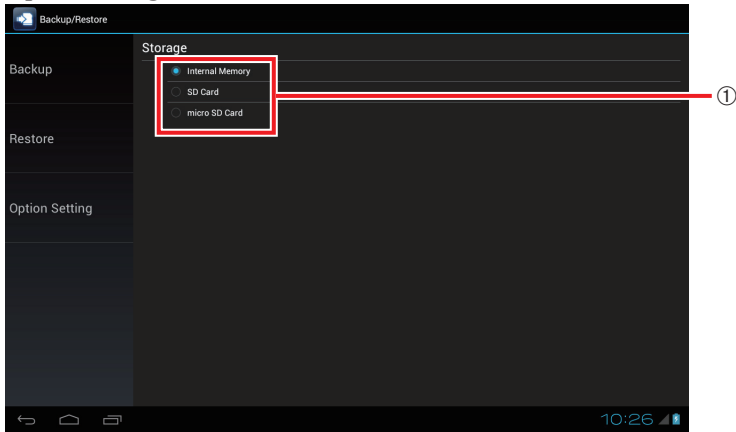 Backup/Restore
Storage
Backup
Internal Memory
SD Card
①
micro SD Card
Restore
Option Setting
10:26